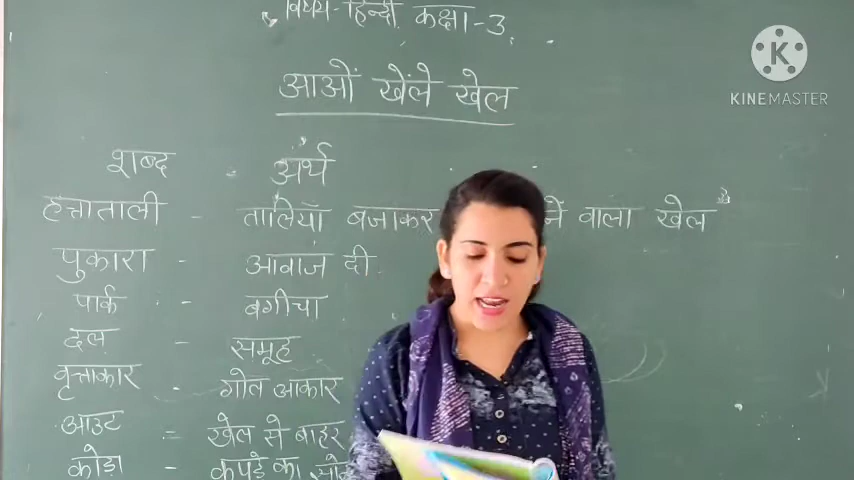 विषय-हिन्दी कक्षा-3.
KINEMASTER
आओं खेंले खेल
शब्द - अर्थ
हत्ताताली - तालियाँ बजाकर ने वाला खेल
पुकारा - आवाज दी
पार्क - बगीचा
दल - समूह
वृत्ताकार - गोल आकार
आउट = खेल से बाहर
कोड़ा - कपड़े का